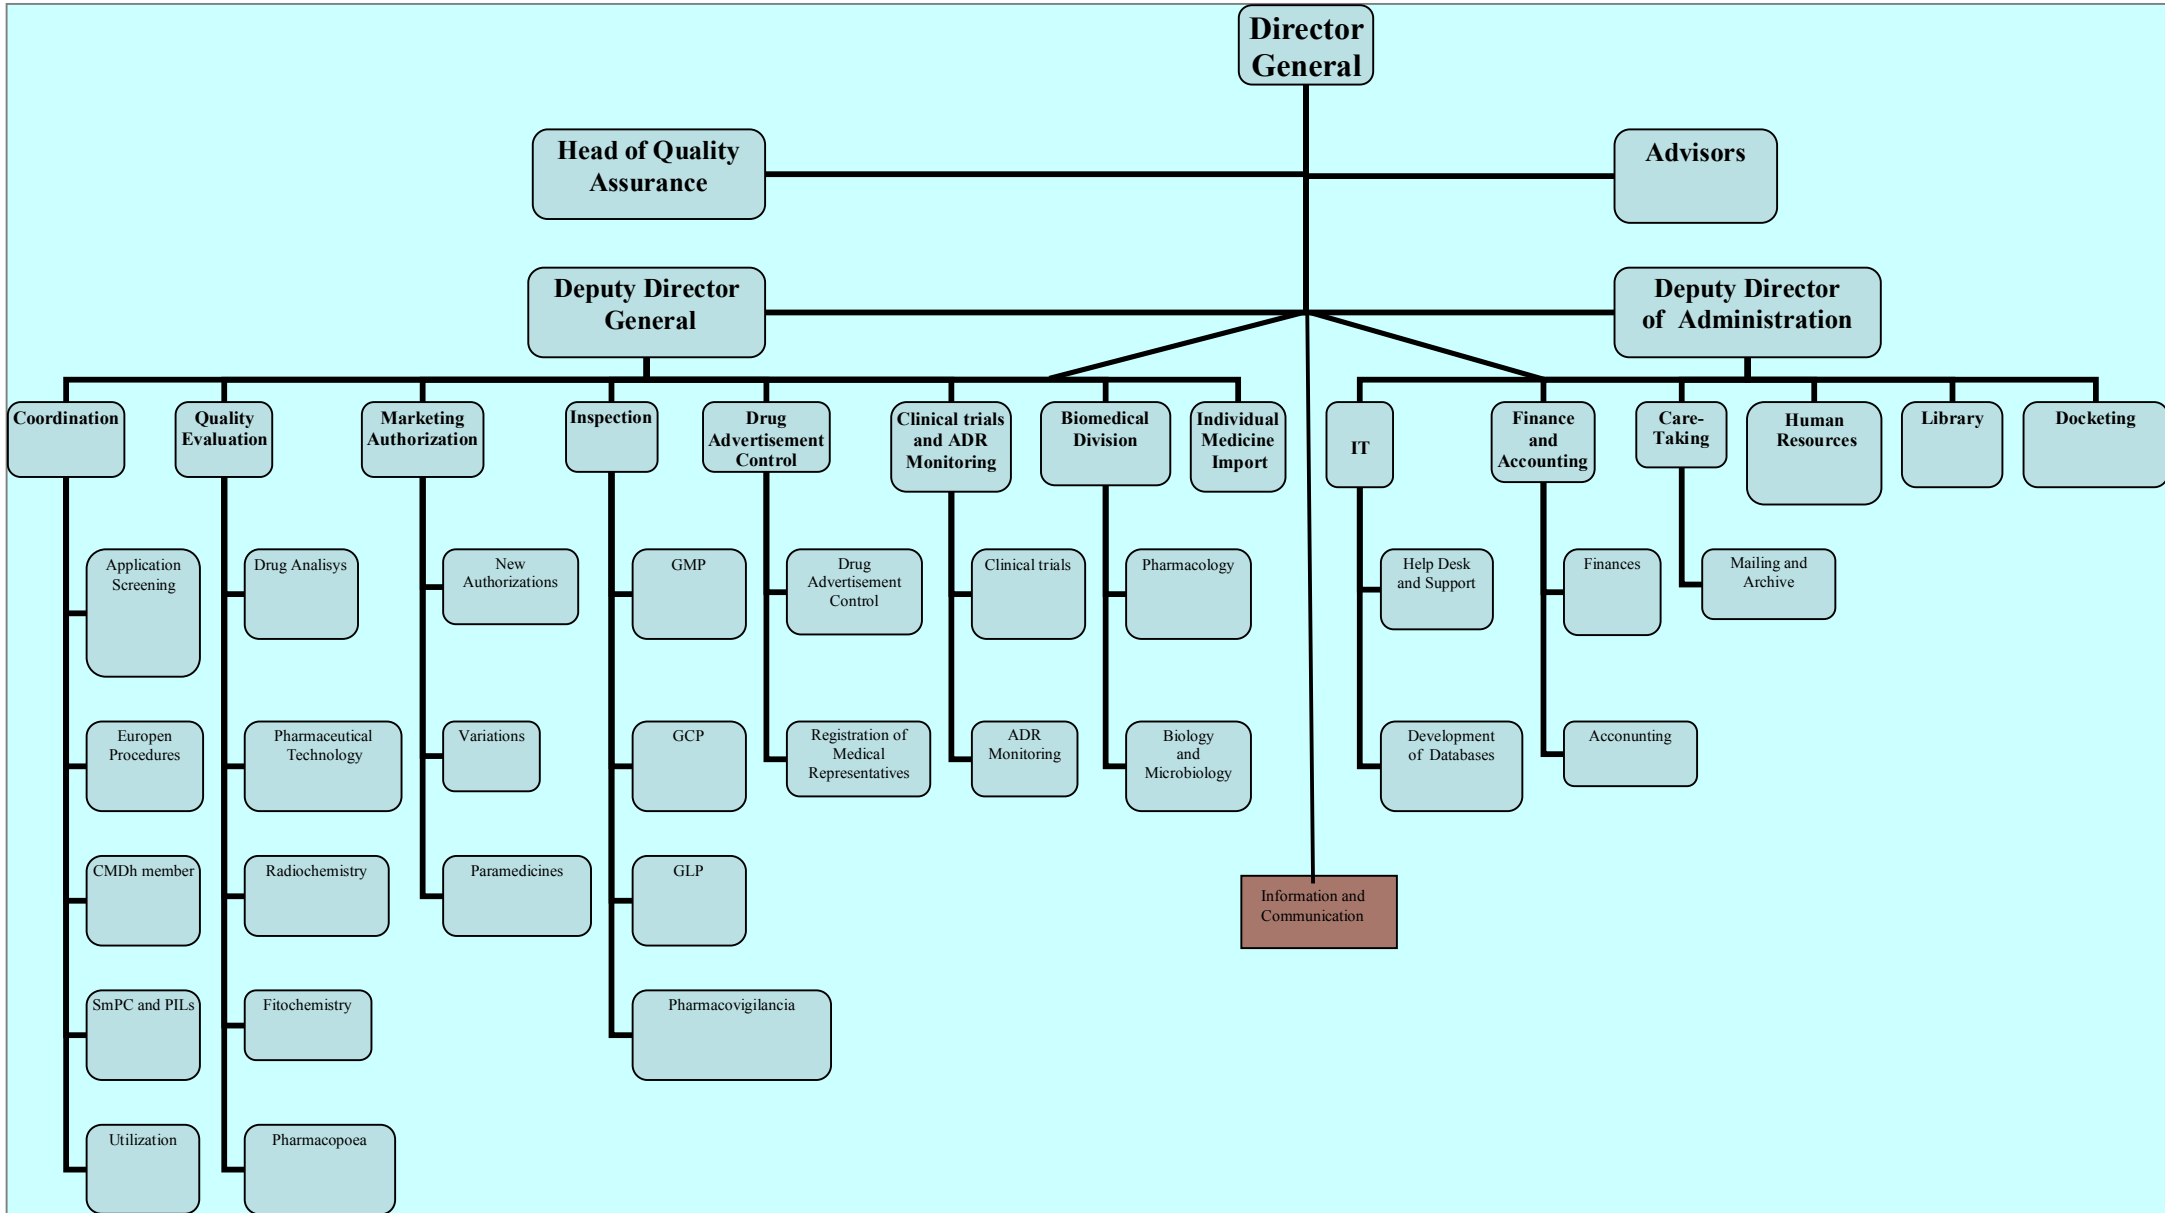 Director
General
Head of Quality
Assurance
Advisors
Deputy Director
General
Deputy Director
of Administration
Coordination
Quality
Evaluation
Marketing
Authorization
Inspection
Drug
Advertisement
Control
Clinical trials
and ADR
Monitoring
Biomedical
Division
Individual
Medicine
Import
IT
Finance
and
Accounting
Care-
Taking
Human
Resources
Library
Docketing
Application
Screening
Drug Analisys
New
Authorizations
GMP
Drug
Advertisement
Control
Clinical trials
Pharmacology
Help Desk
and Support
Finances
Mailing and
Archive
Europen
Procedures
Pharmaceutical
Technology
Variations
GCP
Registration of
Medical
Representatives
ADR
Monitoring
Biology
and
Microbiology
Development
of Databases
Acconunting
CMDh member
Radiochemistry
Paramedicines
GLP
Information and
Communication
SmPC and PILs
Fitochemistry
Pharmacovigilancia
Utilization
Pharmacopoea